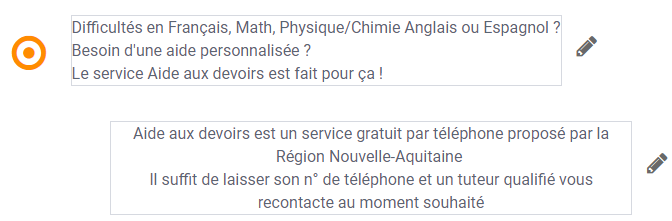 Difficultés en Français, Math, Physique/Chimie Anglais ou Espagnol ?
Besoin d'une aide personnalisée ?
Le service Aide aux devoirs est fait pour ça !
Aide aux devoirs est un service gratuit par téléphone proposé par la
Région Nouvelle-Aquitaine
Il suffit de laisser son n° de téléphone et un tuteur qualifié vous
recontacte au moment souhaité